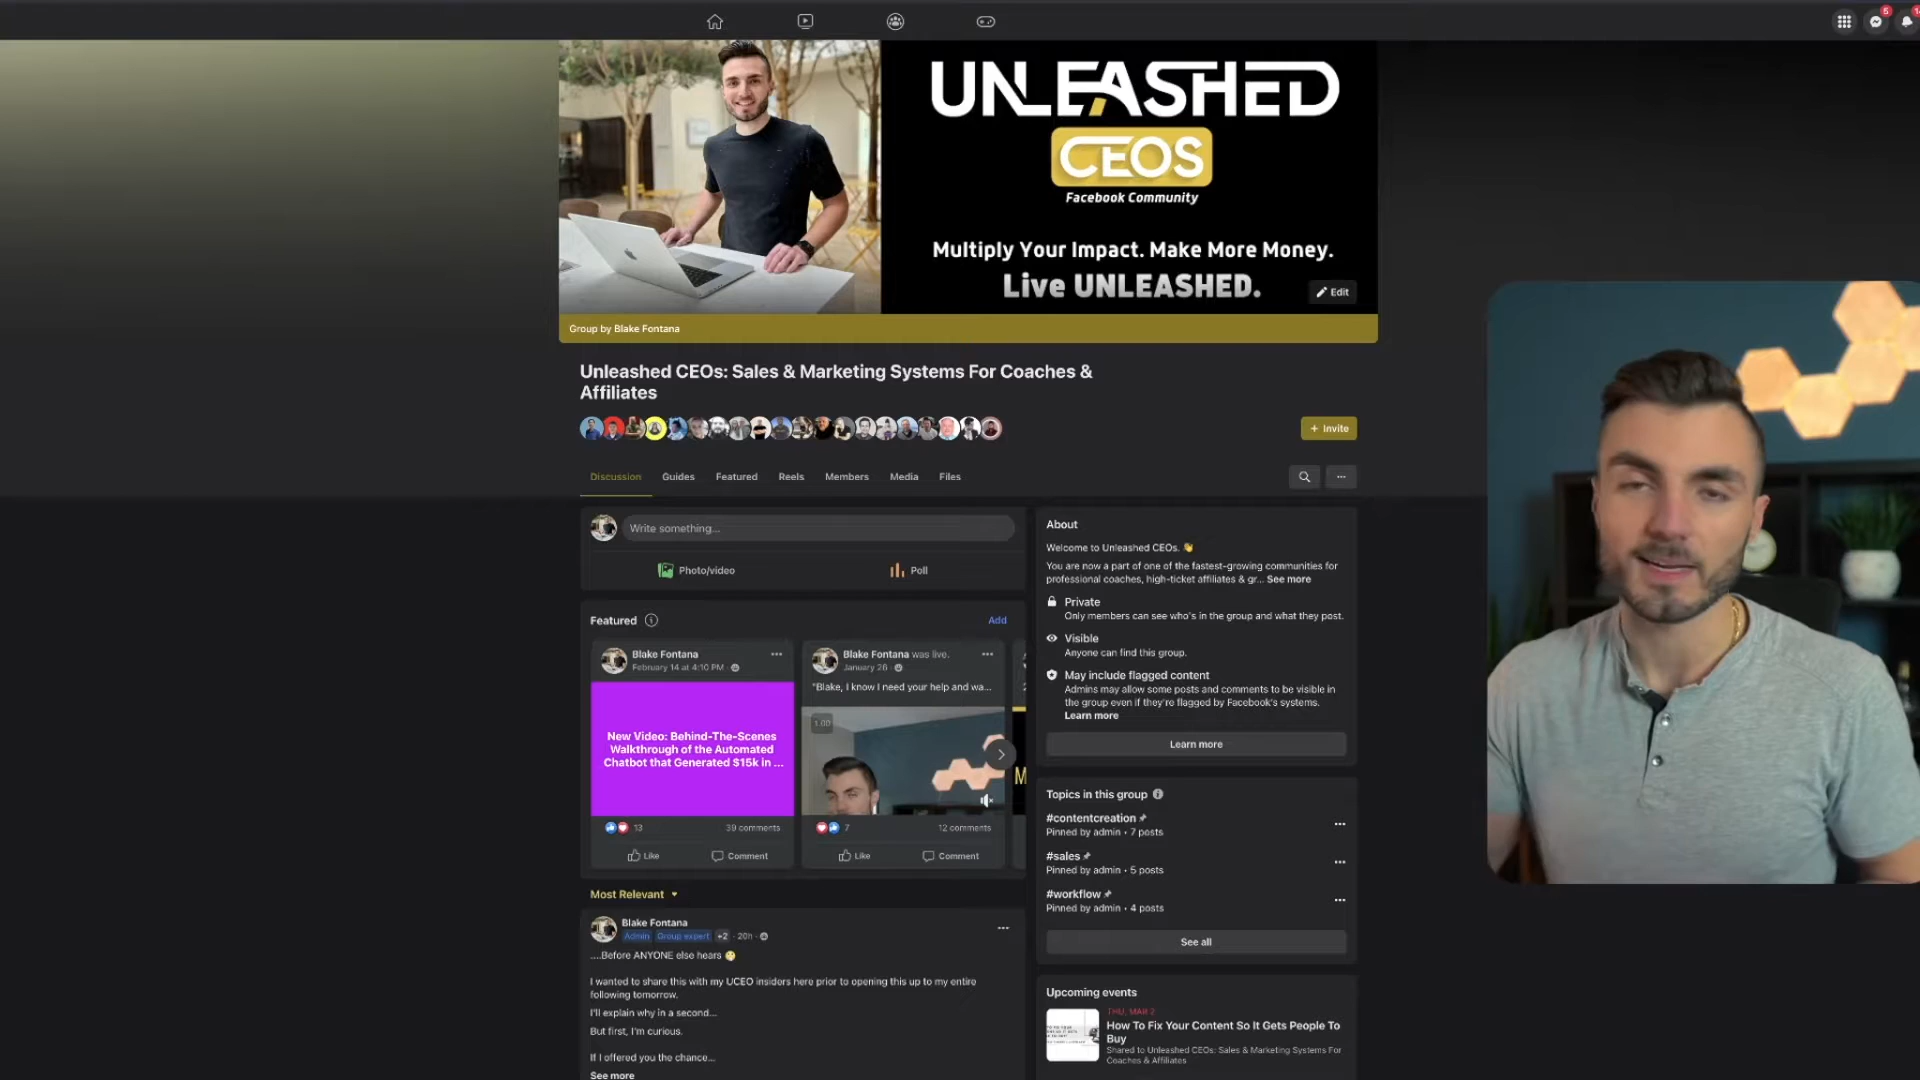 5
UNLEASHED
CEOS
Facebook Community
Multiply Your Impact. Make More Money.
Live UNLEASHED.
Edit
Group by Blake Fontana
Unleashed CEOs: Sales & Marketing Systems For Coaches &
Affiliates
+ Invite
Discussion
Guides
Featured
Reels
Members
Media
Files
Write something...
Photo/video
Poll
Featured
Add
Blake Fontana
February 14 at 4:10 PM ·
New Video: Behind-The-Scenes
Walkthrough of the Automated
Chatbot that Generated $15k in ...
13
39 comments
Like
Comment
Blake Fontana was live.
January 26 ·
"Blake, I know I need your help and wa...
1:00
M
7
12 comments
Like
Comment
Most Relevant
Blake Fontana
Admin
Group expert
+2 · 20h ·
....Before ANYONE else hears
I wanted to share this with my UCEO insiders here prior to opening this up to my entire
following tomorrow.
I'll explain why in a second...
But first, I'm curious.
If I offered you the chance...
See more
About
Welcome to Unleashed CEOs.
You are now a part of one of the fastest-growing communities for
professional coaches, high-ticket affiliates & gr... See more
Private
Only members can see who's in the group and what they post.
Visible
Anyone can find this group.
May include flagged content
Admins may allow some posts and comments to be visible in
the group even if they're flagged by Facebook's systems.
Learn more
Learn more
Topics in this group
#contentcreation
Pinned by admin • 7 posts
#sales
Pinned by admin • 5 posts
#workflow
Pinned by admin • 4 posts
See all
Upcoming events
THU, MAR 2
How To Fix Your Content So It Gets People To
Buy
Shared to Unleashed CEOs: Sales & Marketing Systems For
Coaches & Affiliates